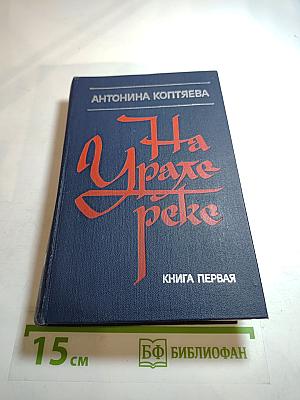 АНТОНИНА КОПТЯЕВА
На
Урале
реке
КНИГА ПЕРВАЯ
15 см
БФ БИБЛИОФАН